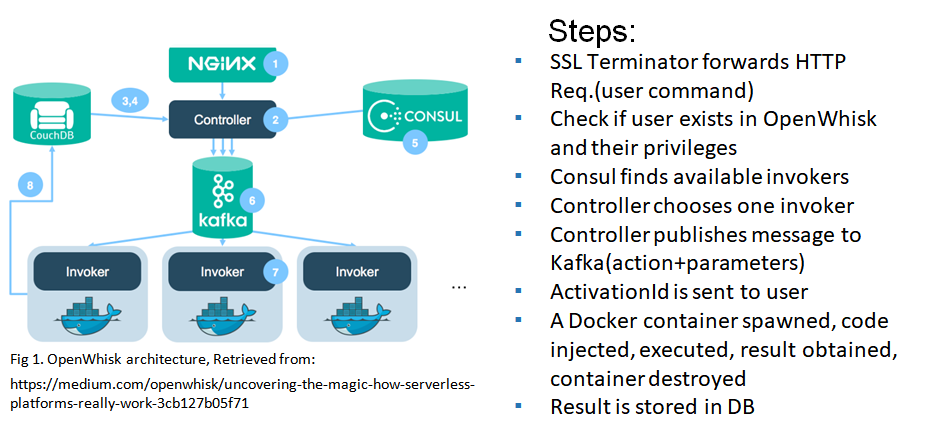 NGINX
1
3,4
CouchDB
Controller
2
CONSUL
5
8
kafka
6
Invoker
Invoker
7
Invoker
...
Fig 1. OpenWhisk architecture, Retrieved from:
https://medium.com/openwhisk/uncovering-the-magic-how-serverless-
platforms-really-work-3cb127b05f71
Steps:
▪ SSL Terminator forwards HTTP
Req.(user command)
▪ Check if user exists in OpenWhisk
and their privileges
▪ Consul finds available invokers
▪ Controller chooses one invoker
▪ Controller publishes message to
Kafka(action+parameters)
▪ ActivationId is sent to user
▪ A Docker container spawned, code
injected, executed, result obtained,
container destroyed
▪ Result is stored in DB